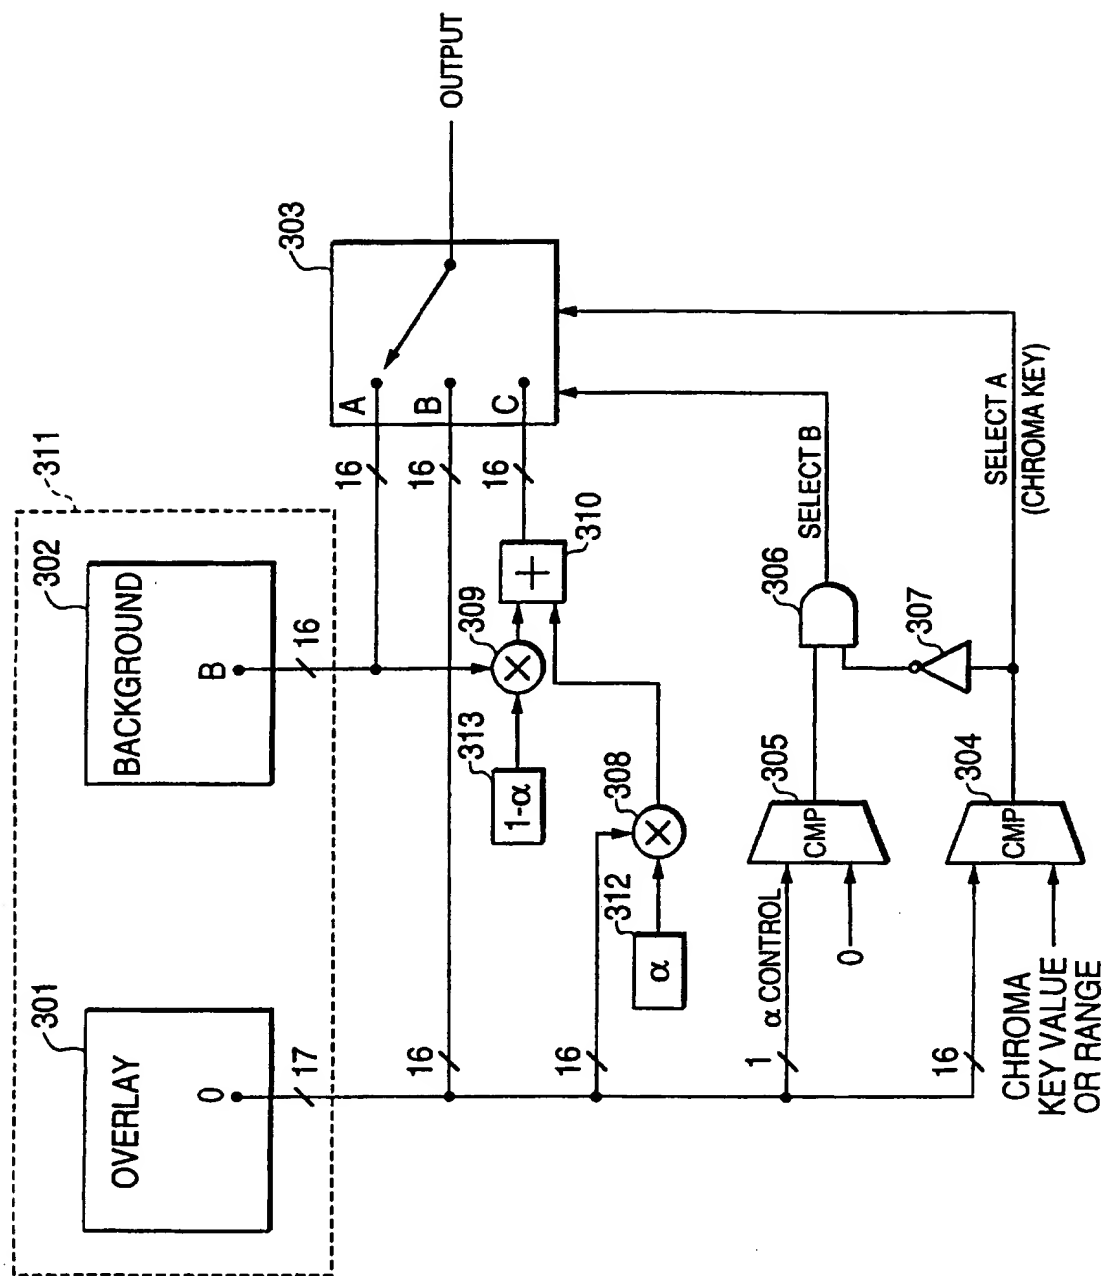 311
301
OVERLAY
0
17
302
BACKGROUND
B
16
303
A
B
C
OUTPUT
16
16
16
16
313
1-α
309
×
310
+
16
312
α
308
×
1
α CONTROL
0
305
CMP
306
SELECT B
307
16
CHROMA
KEY VALUE
OR RANGE
304
CMP
SELECT A
(CHROMA KEY)